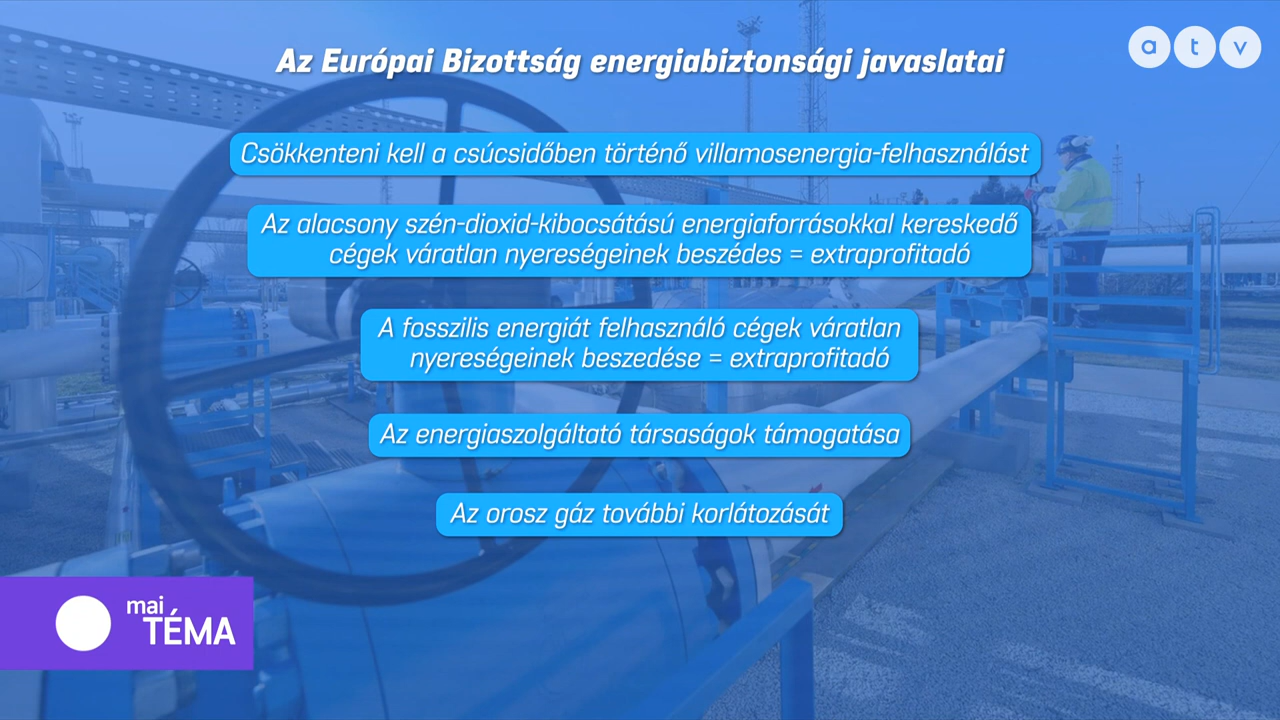 Az Európai Bizottság energiabiztonsági javaslatai
atv
Csökkenteni kell a csúcsidőben történő villamosenergia-felhasználást
Az alacsony szén-dioxid-kibocsátású energiaforrásokkal kereskedő
cégek váratlan nyereségeinek beszédes = extraprofitadó
A fosszilis energiát felhasználó cégek váratlan
nyereségeinek beszedése = extraprofitadó
Az energiaszolgáltató társaságok támogatása
Az orosz gáz további korlátozását
mai
TÉMA